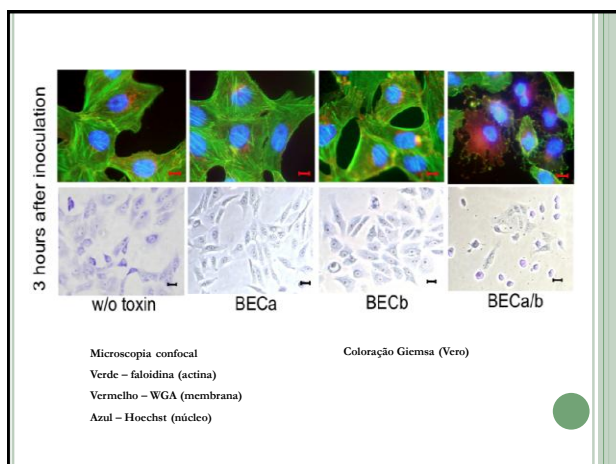 3 hours after inoculation
w/o toxin
BECa
BECb
BECa/b
Microscopia confocal
Verde – faloidina (actina)
Vermelho – WGA (membrana)
Azul – Hoechst (núcleo)
Coloração Giemsa (Vero)